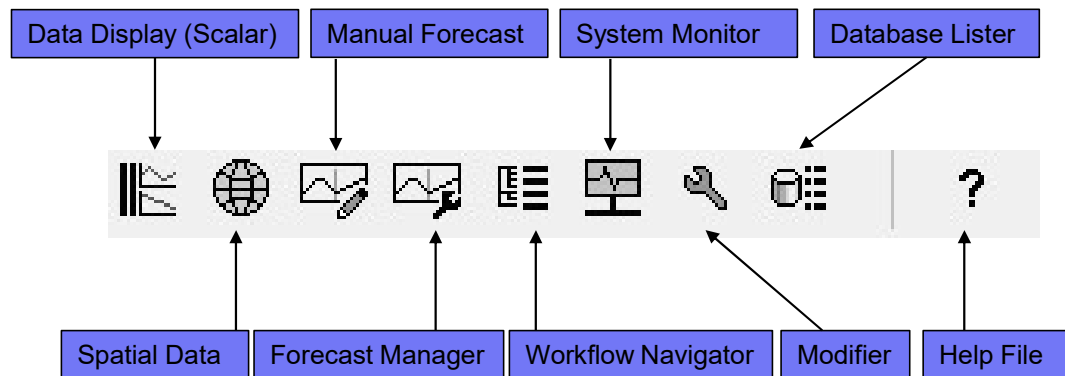 Data Display (Scalar)
Manual Forecast
System Monitor
Database Lister
?
Spatial Data
Forecast Manager
Workflow Navigator
Modifier
Help File